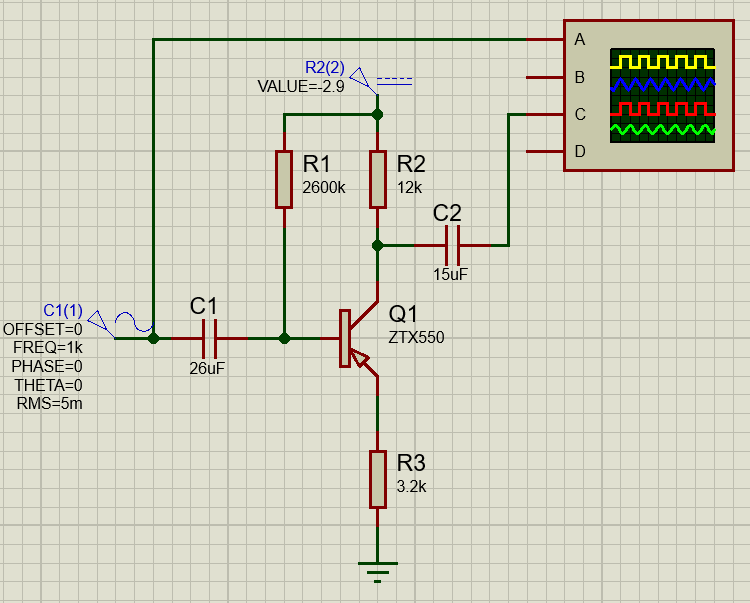 A
R2(2)
VALUE=-2.9
B
C
D
R1
2600k
R2
12k
C2
15uF
C1(1)
OFFSET=0
FREQ=1k
PHASE=0
THETA=0
RMS=5m
C1
26uF
Q1
ZTX550
R3
3.2k